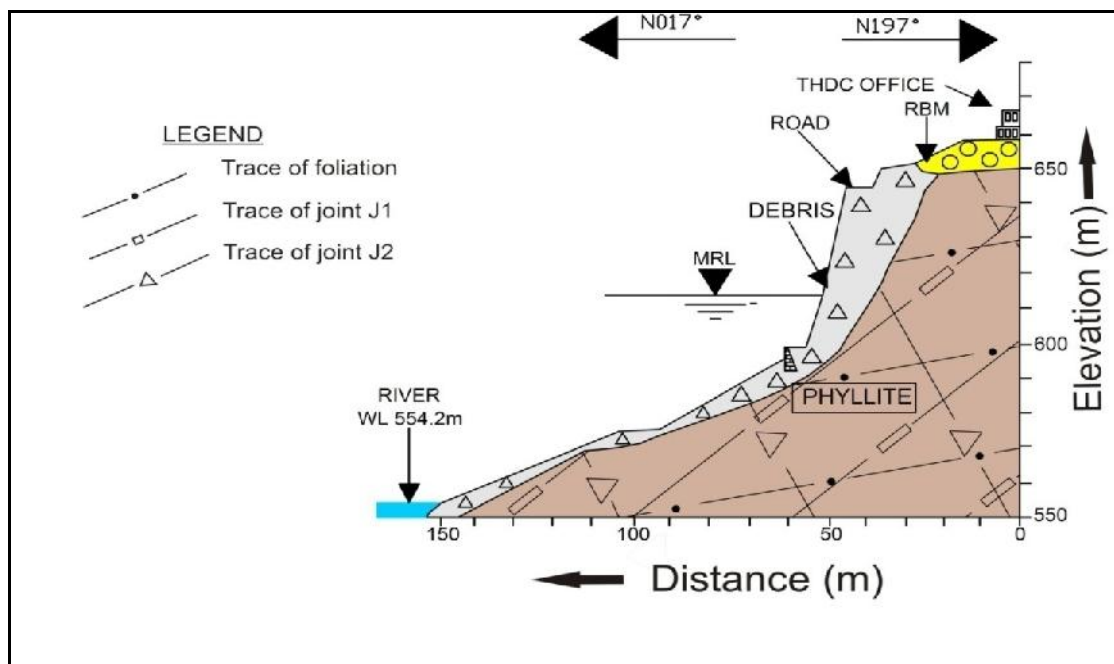 N017°
N197°
THDC OFFICE
RBM
ROAD
LEGEND
Trace of foliation
Trace of joint J1
Trace of joint J2
DEBRIS
MRL
650
600
550
Elevation (m)
PHYLLITE
RIVER
WL 554.2m
150
100
50
0
Distance (m)